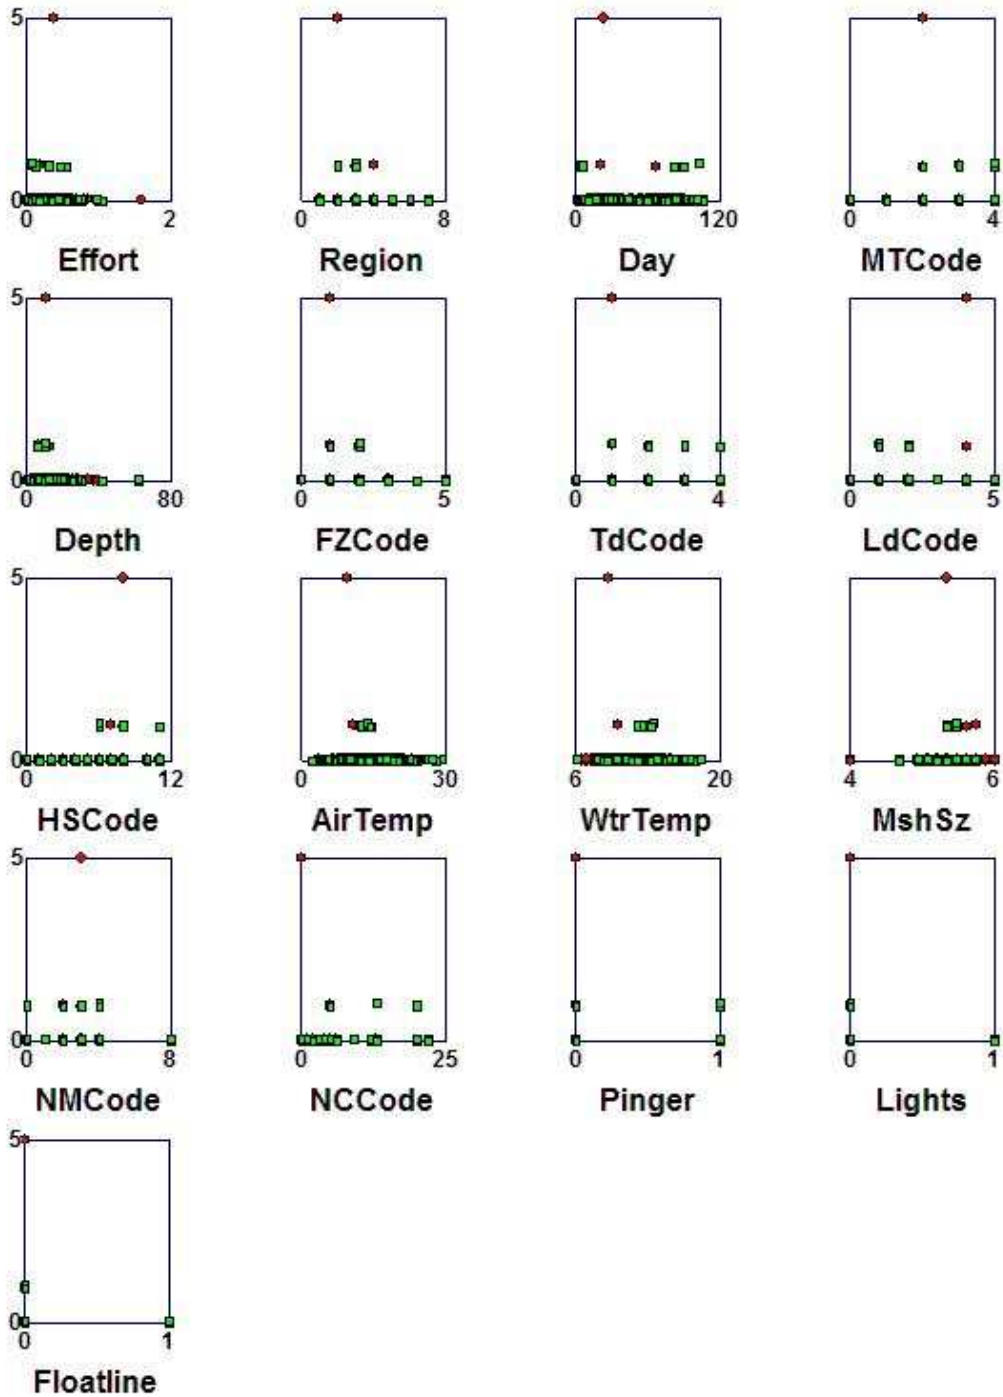 5 5 5 5
0 0 0 0
0 2 0 8 0 120 0 4
Effort Region Day MTCode
5 5 5 5
0 0 0 0
0 80 0 5 0 4 0 5
Depth FZCode TdCode LdCode
5 5 5 5
0 0 0 0
0 12 0 30 6 20 4 6
HSCode AirTemp WtrTemp MshSz
5 5 5 5
0 0 0 0
0 8 0 25 0 1 0 1
NMCode NCCode Pinger Lights
5
0
0 1
Floatline